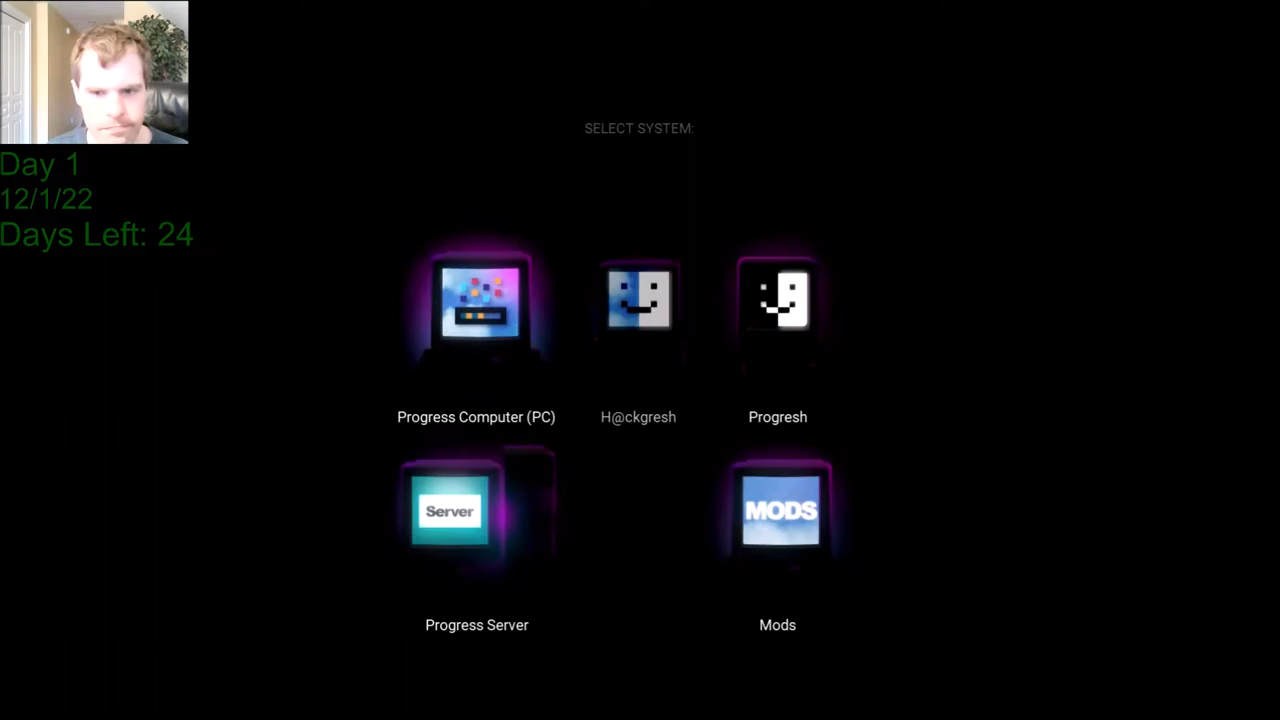 Day 1
12/1/22
Days Left: 24
SELECT SYSTEM:
Progress Computer (PC)
H@ckgresh
Progresh
Server
MODS
Progress Server
Mods